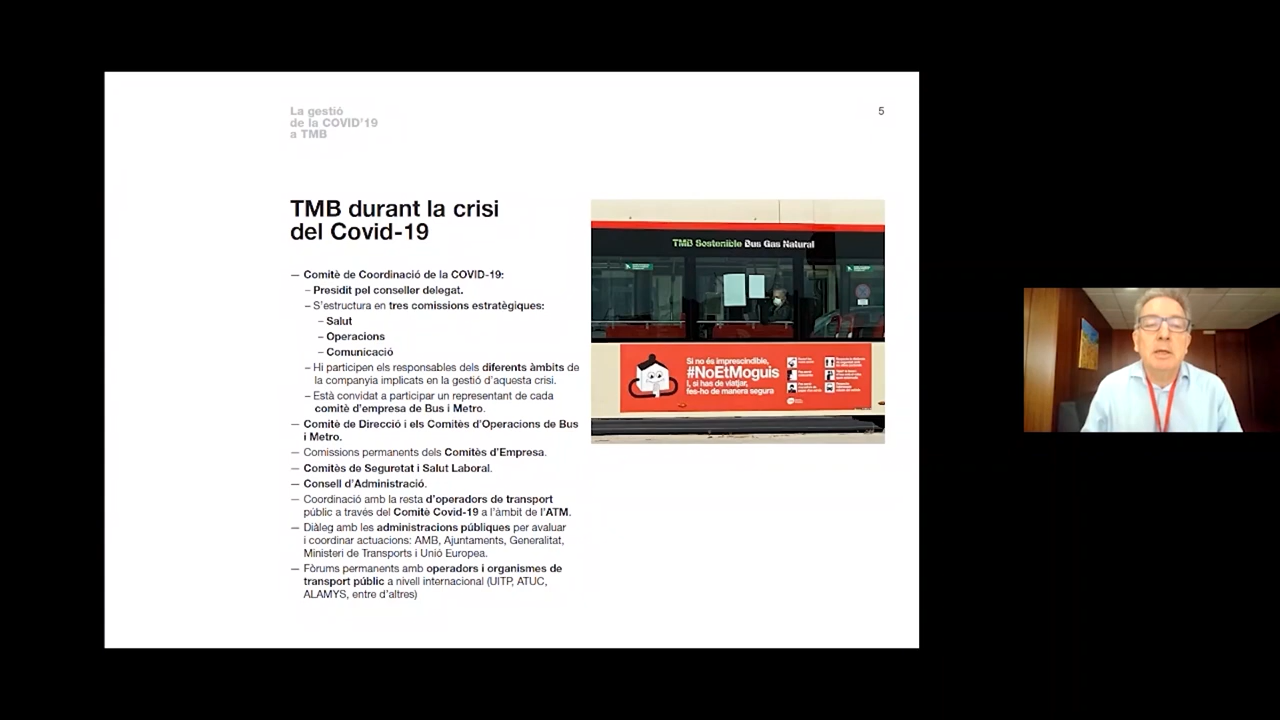 La gestió
de la COVID'19
a TMB
5
TMB durant la crisi
del Covid-19
— Comitè de Coordinació de la COVID-19:
– Presidit pel conseller delegat.
– S'estructura en tres comissions estratègiques:
– Salut
– Operacions
– Comunicació
– Hi participen els responsables dels diferents àmbits de
la companyia implicats en la gestió d'aquesta crisi.
– Està convidat a participar un representant de cada
comitè d'empresa de Bus i Metro.
— Comitè de Direcció i els Comitès d'Operacions de Bus
i Metro.
— Comissions permanents dels Comitès d'Empresa.
— Comitès de Seguretat i Salut Laboral.
— Consell d'Administració.
— Coordinació amb la resta d'operadors de transport
públic a través del Comitè Covid-19 a l'àmbit de l'ATM.
— Diàleg amb les administracions públiques per avaluar
i coordinar actuacions: AMB, Ajuntaments, Generalitat,
Ministeri de Transports i Unió Europea.
— Fòrums permanents amb operadors i organismes de
transport públic a nivell internacional (UITP, ATUC,
ALAMYS, entre d'altres)
TMB Sostenible Bus Gas Natural
Si no és imprescindible,
#NoEtMoguis
I, si has de viatjar,
fes-ho de manera segura